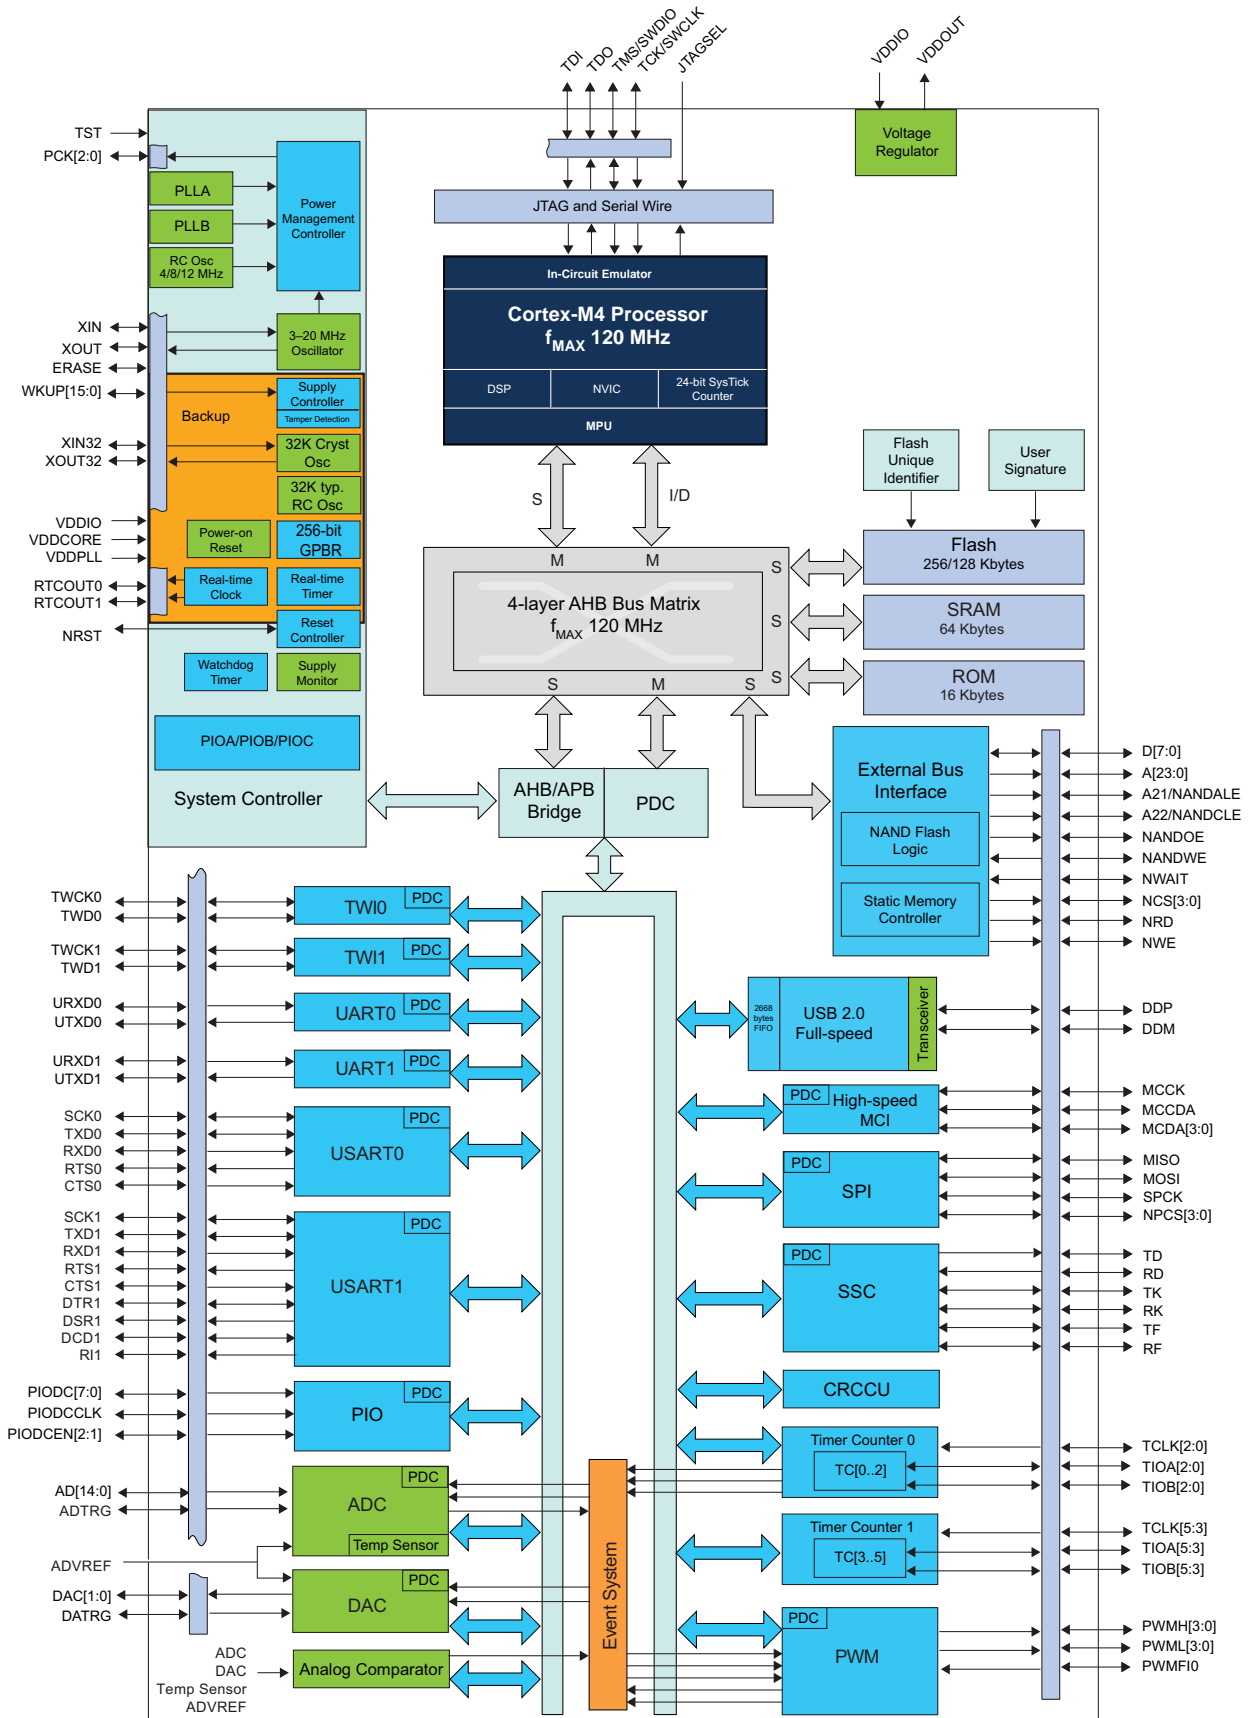 TDI
TDO
TMS/SWDIO
TCK/SWCLK
JTAGSEL
VDDIO
VDDOUT
TST
PCK[2:0]
PLLA
PLLB
RC Osc
4/8/12 MHz
Power
Management
Controller
Voltage
Regulator
JTAG and Serial Wire
In-Circuit Emulator
Cortex-M4 Processor
fMAX 120 MHz
DSP
NVIC
24-bit SysTick
Counter
MPU
XIN
XOUT
ERASE
WKUP[15:0]
XIN32
XOUT32
VDDIO
VDDCORE
VDDPLL
RTCOUT0
RTCOUT1
NRST
3–20 MHz
Oscillator
Backup
Supply
Controller
Tamper Detection
32K Cryst
Osc
32K typ.
RC Osc
Power-on
Reset
256-bit
GPBR
Real-time
Clock
Real-time
Timer
Reset
Controller
Watchdog
Timer
Supply
Monitor
PIOA/PIOB/PIOC
System Controller
S
I/D
M
M
S
S
S
4-layer AHB Bus Matrix
fMAX 120 MHz
S
M
S
Flash
Unique
Identifier
User
Signature
Flash
256/128 Kbytes
SRAM
64 Kbytes
ROM
16 Kbytes
AHB/APB
Bridge
PDC
External Bus
Interface
NAND Flash
Logic
Static Memory
Controller
D[7:0]
A[23:0]
A21/NANDALE
A22/NANDCLE
NANDOE
NANDWE
NWAIT
NCS[3:0]
NRD
NWE
TWCK0
TWD0
TWI0
PDC
TWCK1
TWD1
TWI1
PDC
URXD0
UTXD0
UART0
PDC
URXD1
UTXD1
UART1
PDC
SCK0
TXD0
RXD0
RTS0
CTS0
USART0
PDC
SCK1
TXD1
RXD1
RTS1
CTS1
DTR1
DSR1
DCD1
RI1
USART1
PDC
PIODC[7:0]
PIODCCLK
PIODCEN[2:1]
PIO
PDC
AD[14:0]
ADTRG
ADC
PDC
Temp Sensor
ADVREF
DAC[1:0]
DATRG
DAC
PDC
ADC
DAC
Temp Sensor
ADVREF
Analog Comparator
Event System
2668
bytes
FIFO
USB 2.0
Full-speed
Transceiver
DDP
DDM
PDC
High-speed
MCI
MCCK
MCCDA
MCDA[3:0]
PDC
SPI
MISO
MOSI
SPCK
NPCS[3:0]
PDC
SSC
TD
RD
TK
RK
TF
RF
CRCCU
Timer Counter 0
TC[0..2]
TCLK[2:0]
TIOA[2:0]
TIOB[2:0]
Timer Counter 1
TC[3..5]
TCLK[5:3]
TIOA[5:3]
TIOB[5:3]
PDC
PWM
PWMH[3:0]
PWML[3:0]
PWMFI0